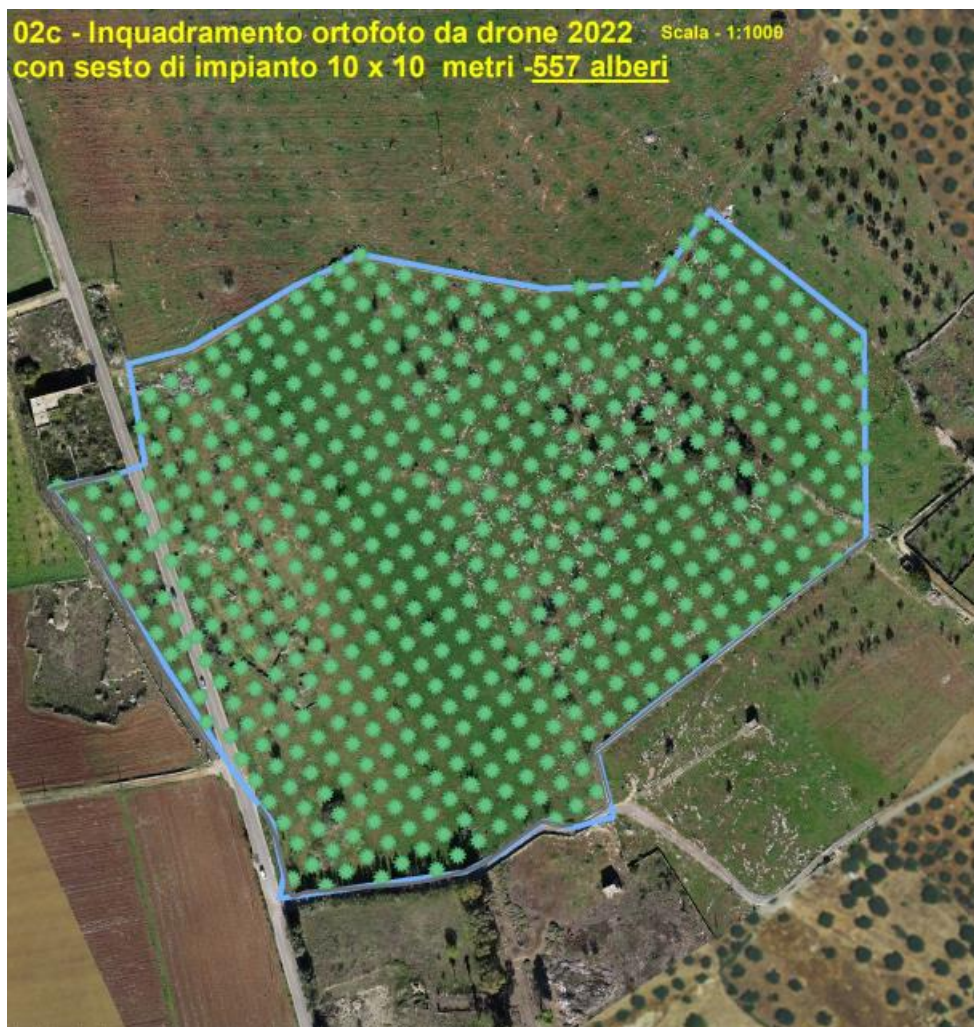 02c - Inquadramento ortofoto da drone 2022 Scala - 1:1000
con sesto di impianto 10 x 10 metri -557 alberi